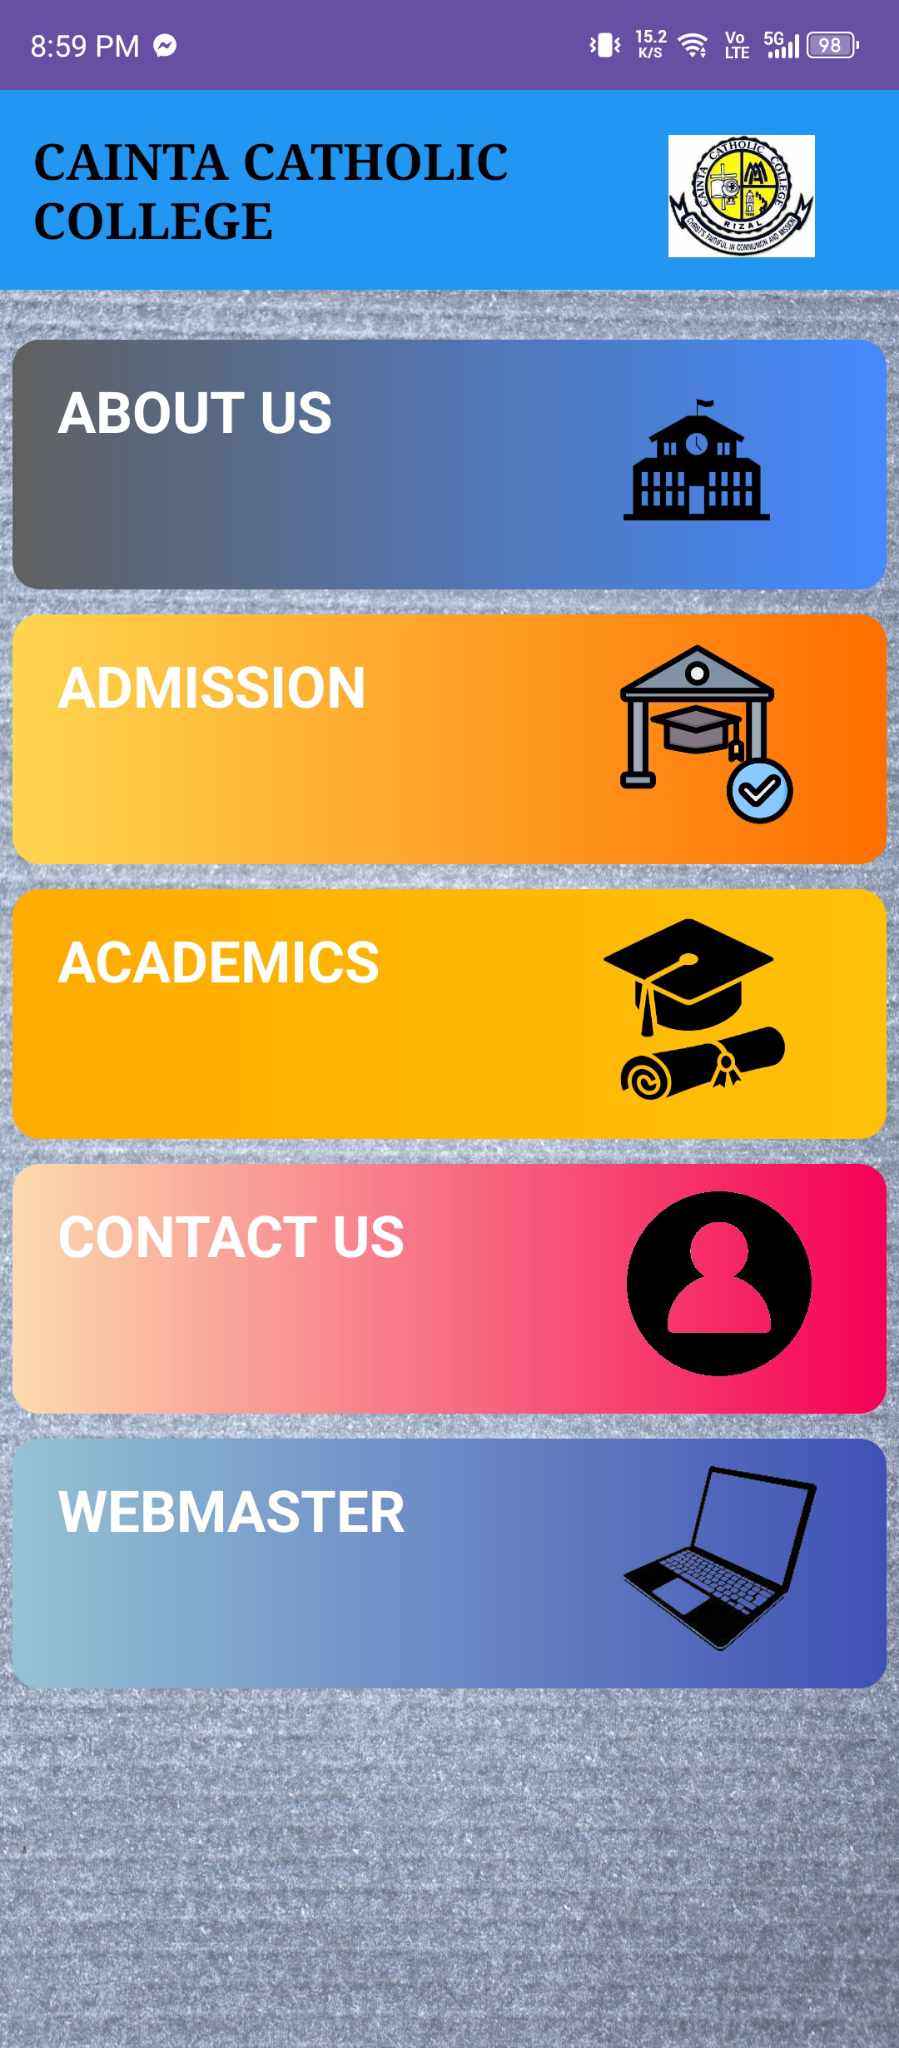 8:59 PM
15.2
K/S
Vo
LTE
5G
98
CAINTA CATHOLIC
COLLEGE
CAINTA CATHOLIC COLLEGE
RIZAL
CHRIST'S FAITHFUL IN COMMUNION AND MISSION
ABOUT US
ADMISSION
ACADEMICS
CONTACT US
WEBMASTER